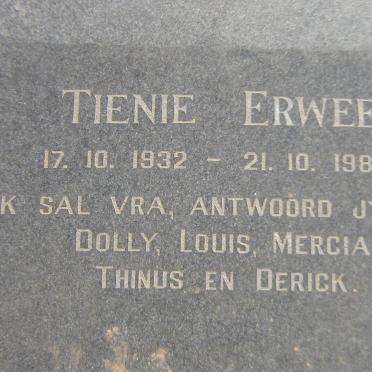 TIENIE ERWEE
17. 10. 1932 - 21. 10. 198
K SAL VRA, ANTWOORD JY
DOLLY, LOUIS, MERCIA
THINUS EN DERICK.